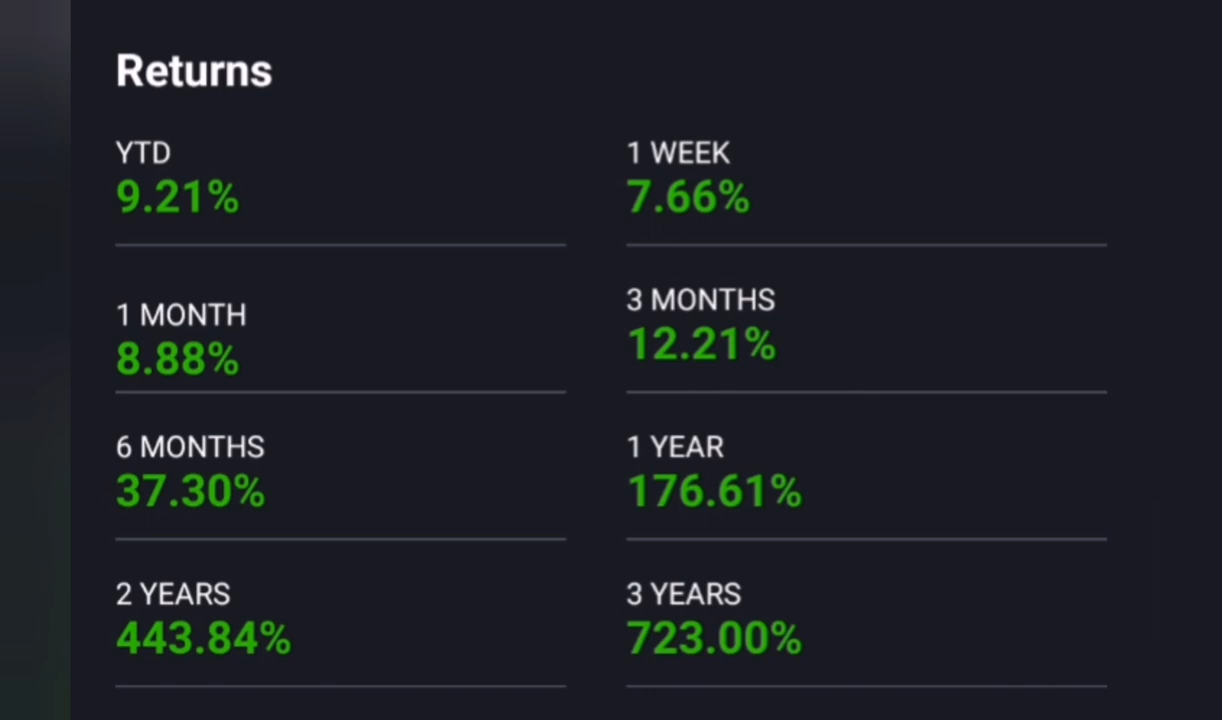 Returns
YTD
9.21%
1 WEEK
7.66%
1 MONTH
8.88%
3 MONTHS
12.21%
6 MONTHS
37.30%
1 YEAR
176.61%
2 YEARS
443.84%
3 YEARS
723.00%